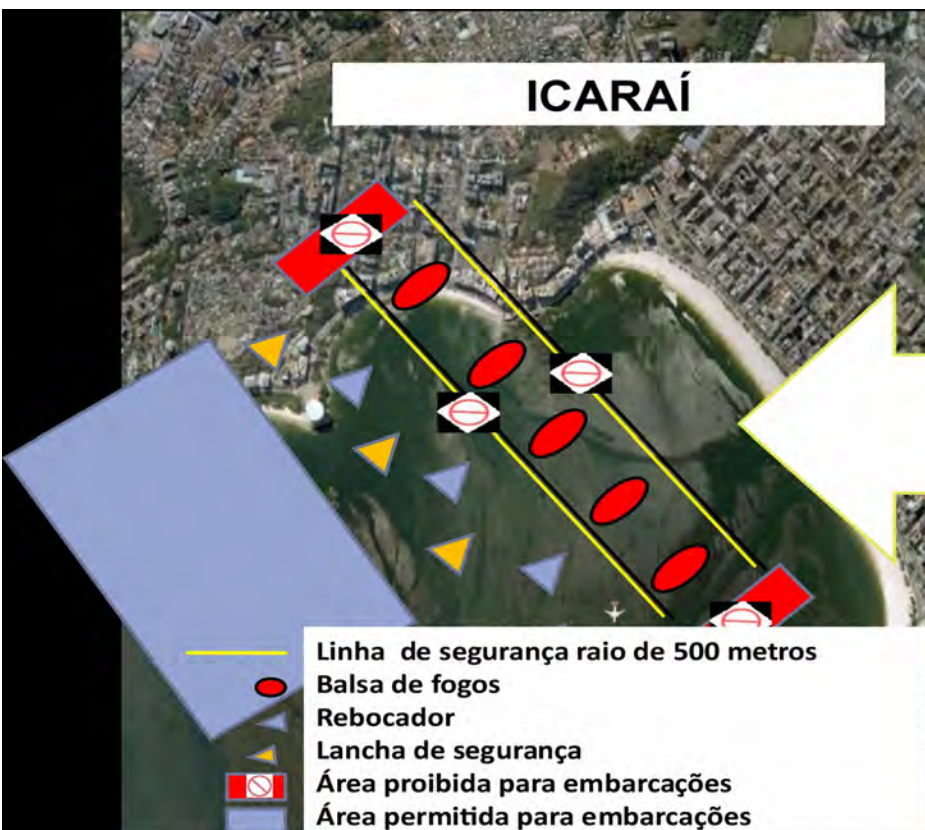 ICARAÍ
Linha de segurança raio de 500 metros
Balsa de fogos
Rebocador
Lancha de segurança
Área proibida para embarcações
Área permitida para embarcações